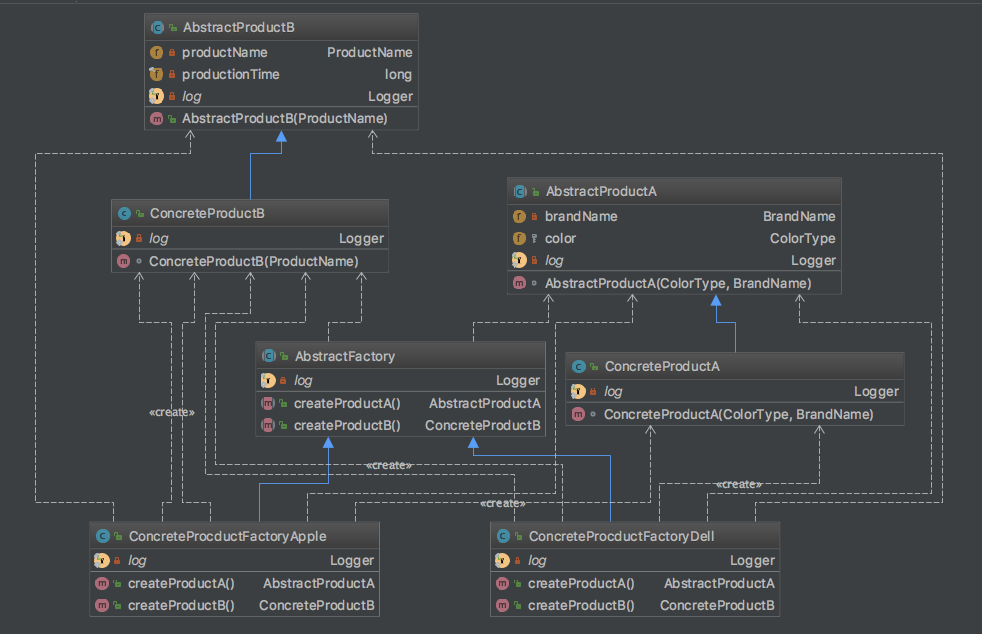 AbstractProductB
productName ProductName
productionTime long
log Logger
AbstractProductB(ProductName)
ConcreteProductB
log Logger
ConcreteProductB(ProductName)
AbstractProductA
brandName BrandName
color ColorType
log Logger
AbstractProductA(ColorType, BrandName)
AbstractFactory
log Logger
createProductA() AbstractProductA
createProductB() ConcreteProductB
ConcreteProductA
log Logger
ConcreteProductA(ColorType, BrandName)
«create»
«create»
«create»
«create»
ConcreteProcductFactoryApple
log Logger
createProductA() AbstractProductA
createProductB() ConcreteProductB
ConcreteProcductFactoryDell
log Logger
createProductA() AbstractProductA
createProductB() ConcreteProductB